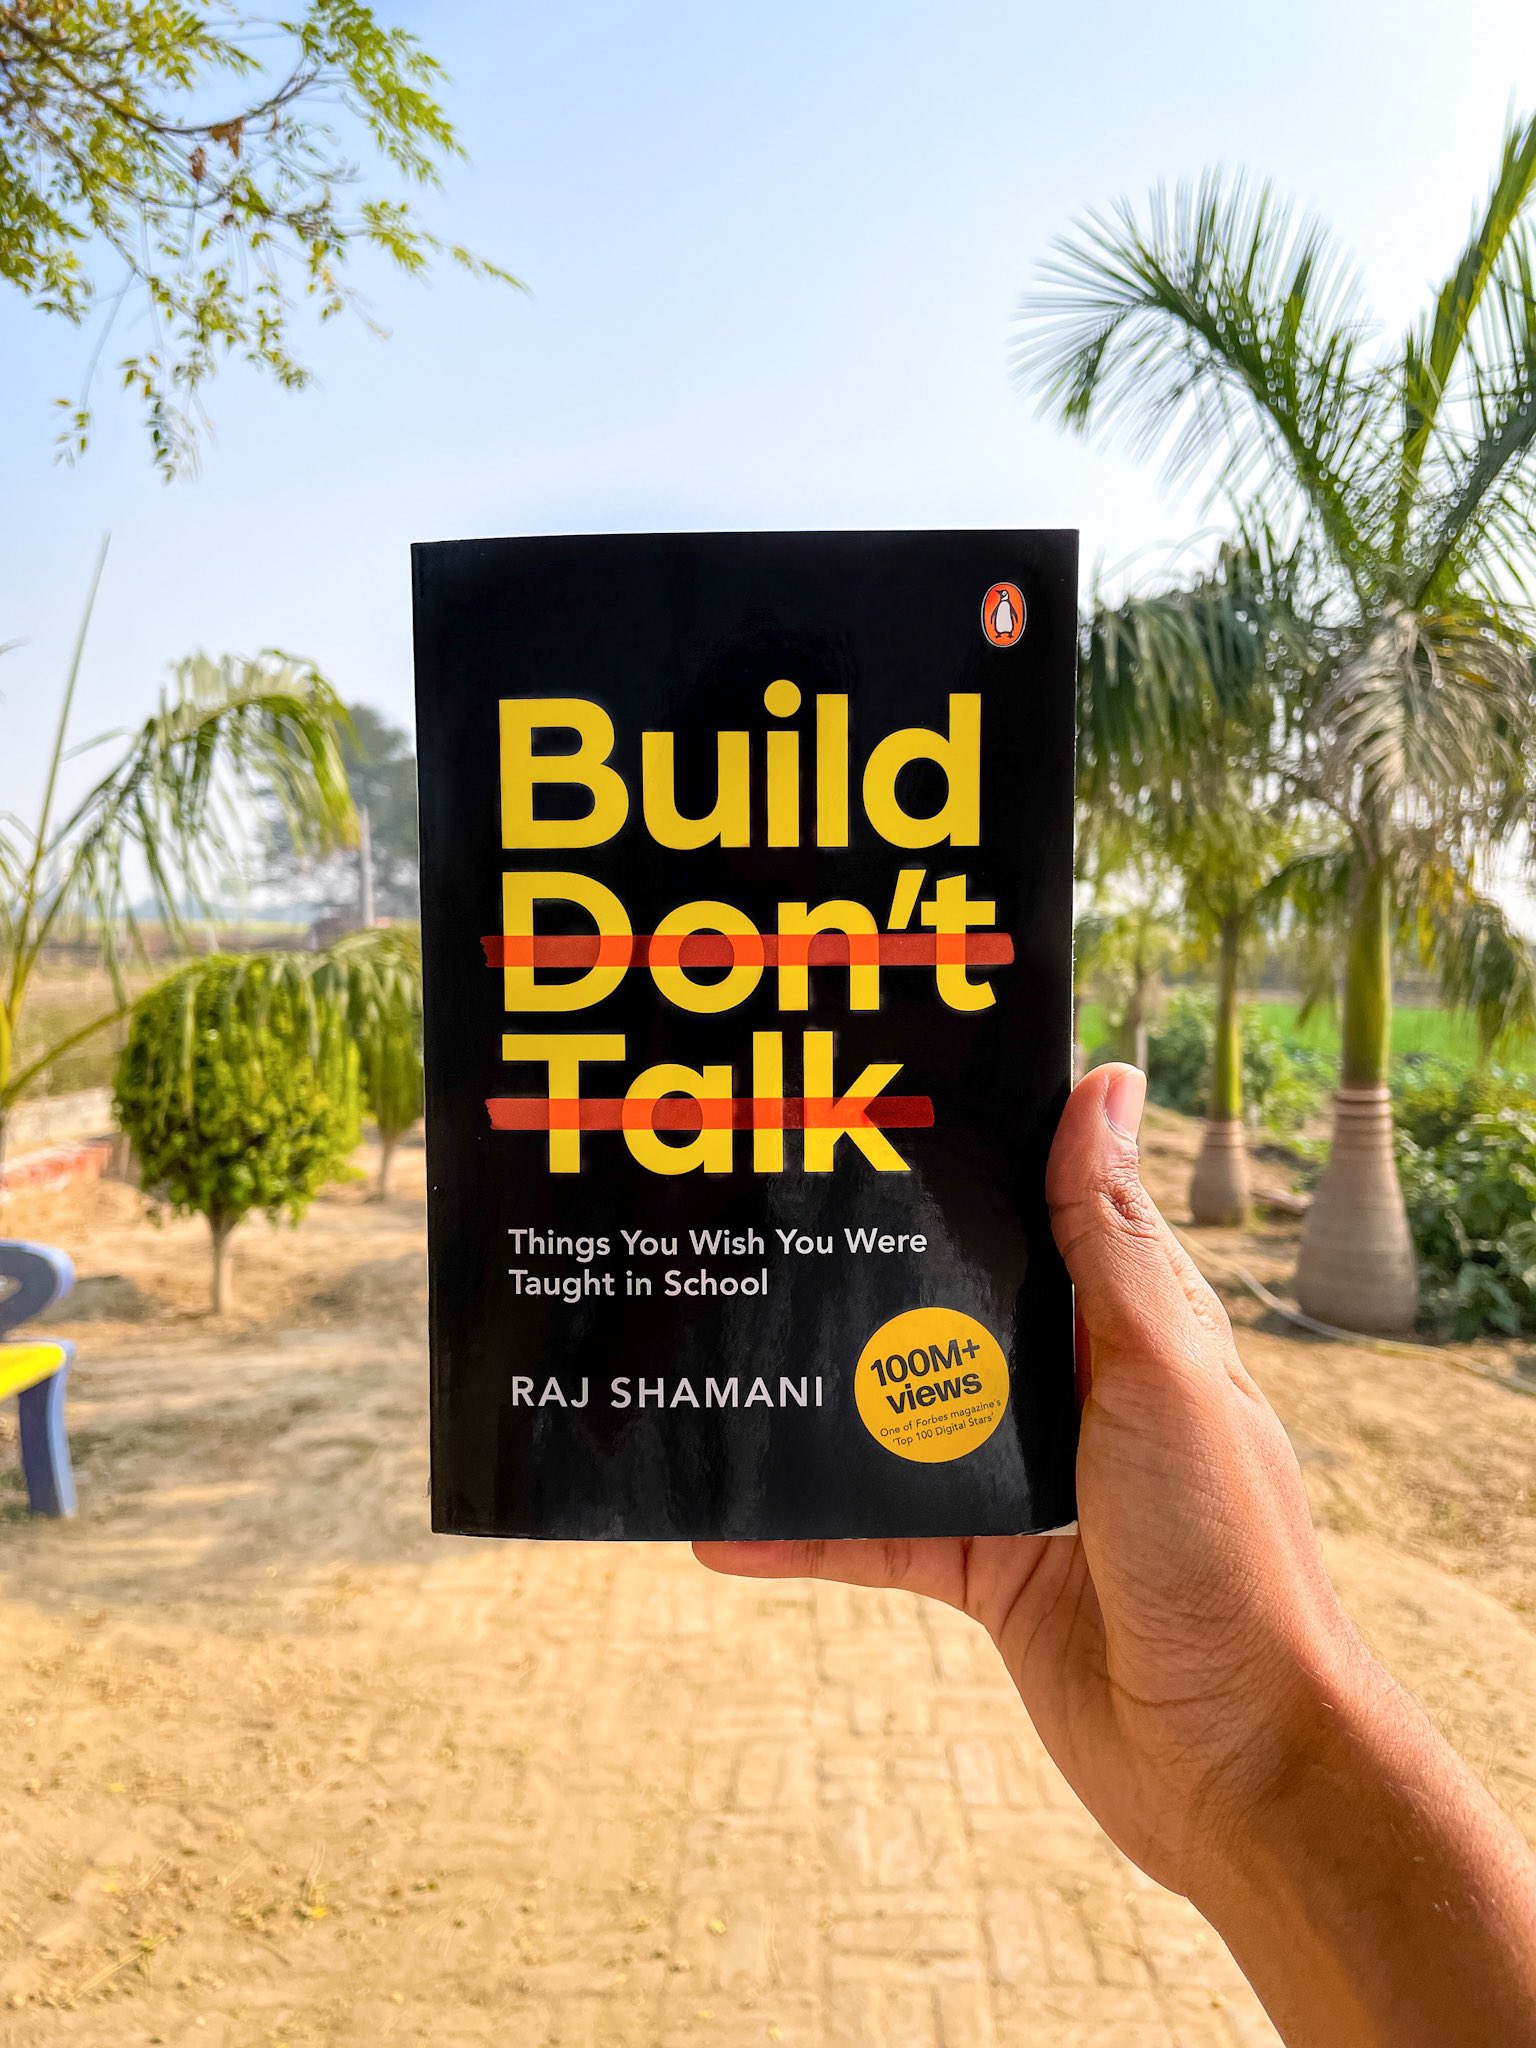 Build
Don't
Talk
Things You Wish You Were
Taught in School
RAJ SHAMANI
100M+
views
One of Forbes magazine's
'Top 100 Digital Stars'